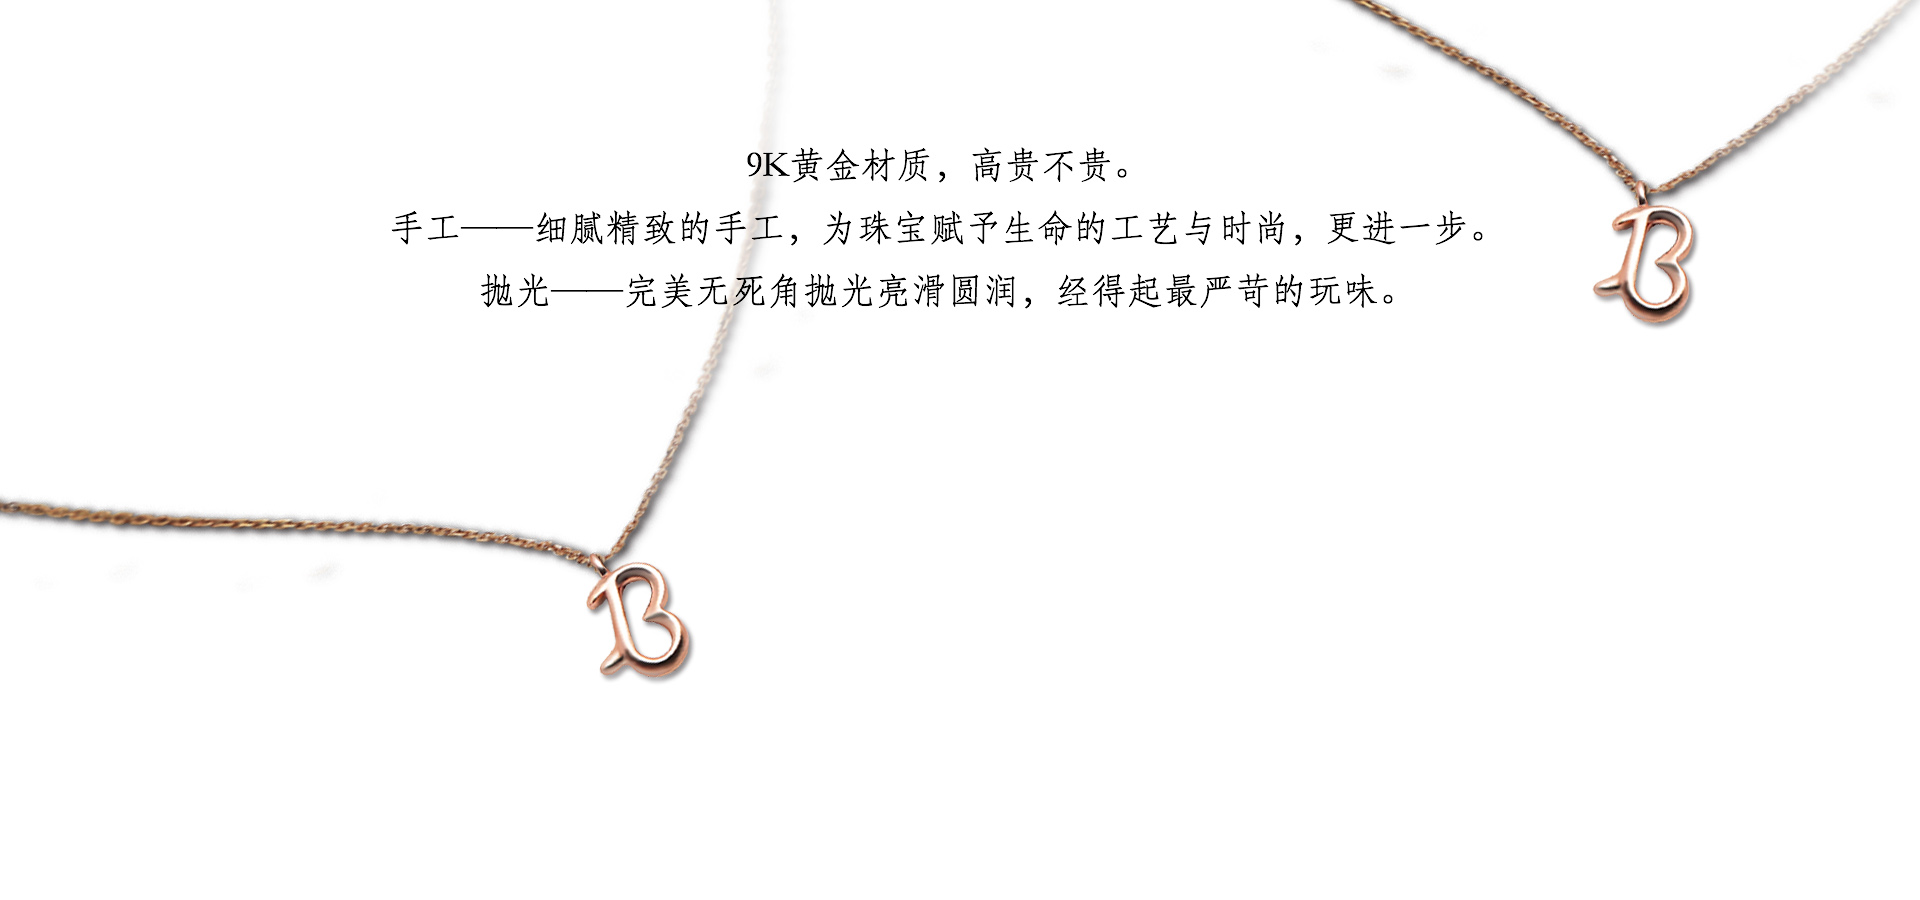 9K黄金材质，高贵不贵。
手工——细腻精致的手工，为珠宝赋予生命的工艺与时尚，更进一步。
抛光——完美无死角抛光亮滑圆润，经得起最严苛的玩味。